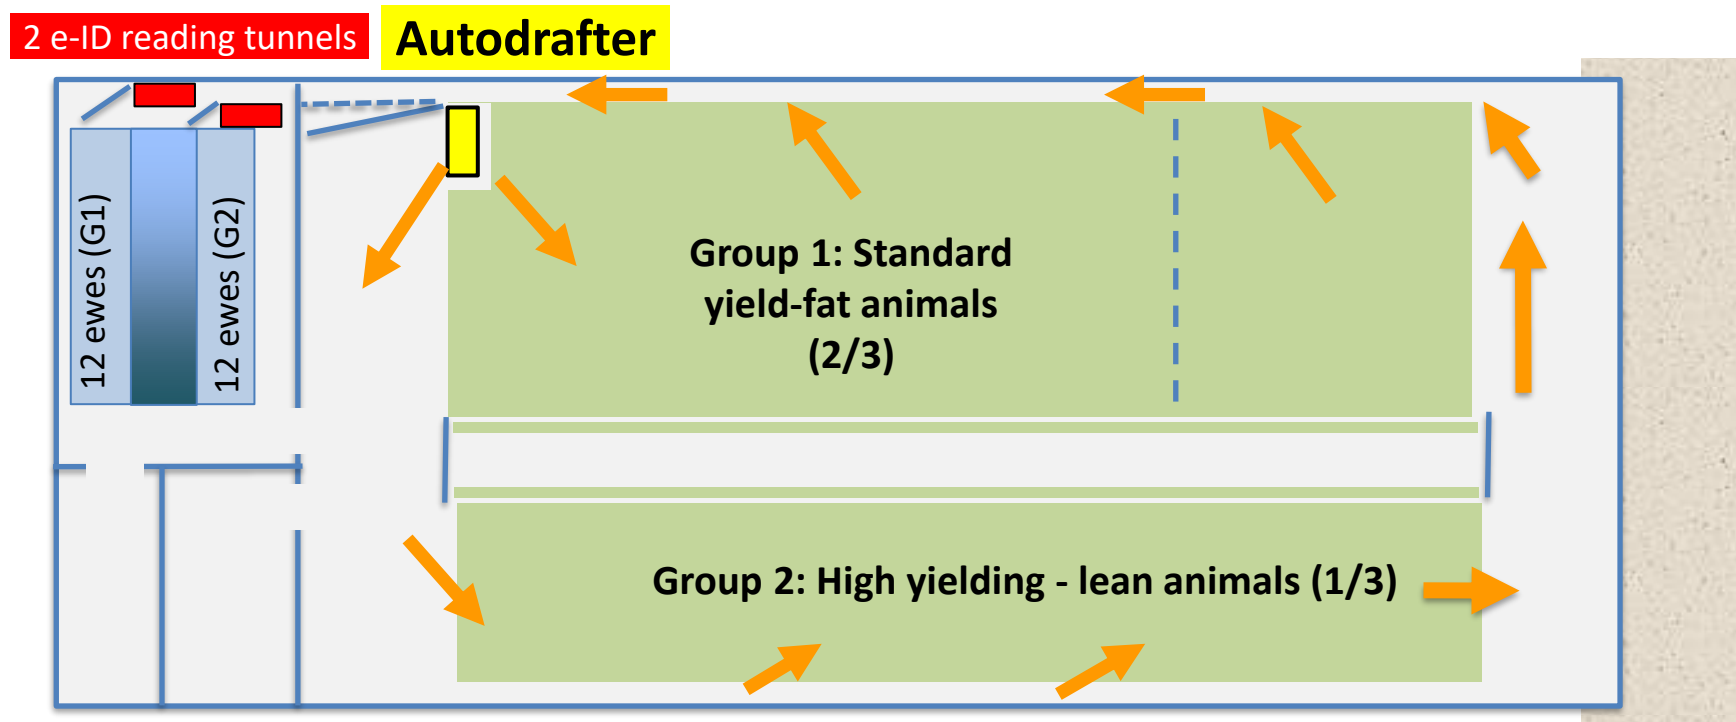 2 e-ID reading tunnels
Autodrafter
12 ewes (G1)
12 ewes (G2)
Group 1: Standard
yield-fat animals
(2/3)
Group 2: High yielding - lean animals (1/3)